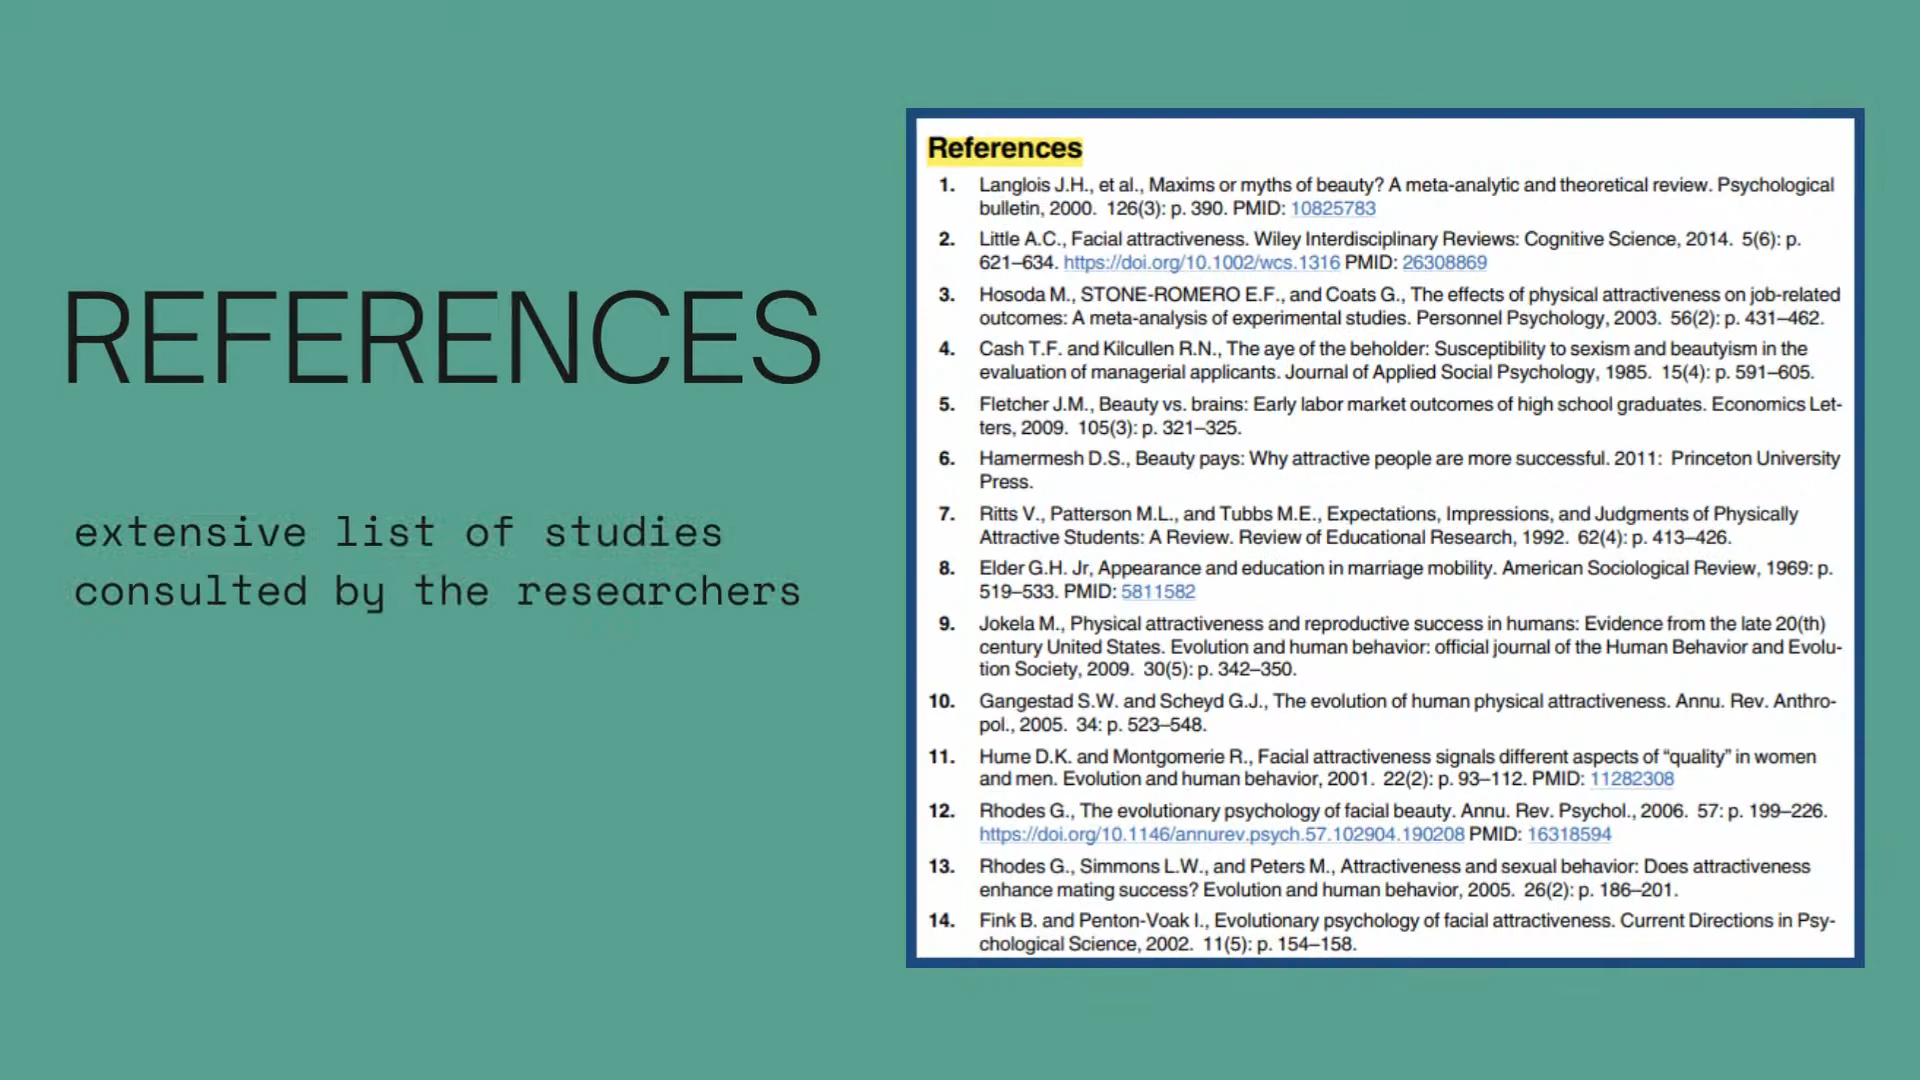 REFERENCES
extensive list of studies
consulted by the researchers
References
1. Langlois J.H., et al., Maxims or myths of beauty? A meta-analytic and theoretical review. Psychological
bulletin, 2000. 126(3): p. 390. PMID: 10825783
2. Little A.C., Facial attractiveness. Wiley Interdisciplinary Reviews: Cognitive Science, 2014. 5(6): p.
621–634. https://doi.org/10.1002/wcs.1316 PMID: 26308869
3. Hosoda M., STONE-ROMERO E.F., and Coats G., The effects of physical attractiveness on job-related
outcomes: A meta-analysis of experimental studies. Personnel Psychology, 2003. 56(2): p. 431–462.
4. Cash T.F. and Kilcullen R.N., The aye of the beholder: Susceptibility to sexism and beautyism in the
evaluation of managerial applicants. Journal of Applied Social Psychology, 1985. 15(4): p. 591–605.
5. Fletcher J.M., Beauty vs. brains: Early labor market outcomes of high school graduates. Economics Let-
ters, 2009. 105(3): p. 321–325.
6. Hamermesh D.S., Beauty pays: Why attractive people are more successful. 2011: Princeton University
Press.
7. Ritts V., Patterson M.L., and Tubbs M.E., Expectations, Impressions, and Judgments of Physically
Attractive Students: A Review. Review of Educational Research, 1992. 62(4): p. 413–426.
8. Elder G.H. Jr, Appearance and education in marriage mobility. American Sociological Review, 1969: p.
519–533. PMID: 5811582
9. Jokela M., Physical attractiveness and reproductive success in humans: Evidence from the late 20(th)
century United States. Evolution and human behavior: official journal of the Human Behavior and Evolu-
tion Society, 2009. 30(5): p. 342–350.
10. Gangestad S.W. and Scheyd G.J., The evolution of human physical attractiveness. Annu. Rev. Anthro-
pol., 2005. 34: p. 523–548.
11. Hume D.K. and Montgomerie R., Facial attractiveness signals different aspects of “quality” in women
and men. Evolution and human behavior, 2001. 22(2): p. 93–112. PMID: 11282308
12. Rhodes G., The evolutionary psychology of facial beauty. Annu. Rev. Psychol., 2006. 57: p. 199–226.
https://doi.org/10.1146/annurev.psych.57.102904.190208 PMID: 16318594
13. Rhodes G., Simmons L.W., and Peters M., Attractiveness and sexual behavior: Does attractiveness
enhance mating success? Evolution and human behavior, 2005. 26(2): p. 186–201.
14. Fink B. and Penton-Voak I., Evolutionary psychology of facial attractiveness. Current Directions in Psy-
chological Science, 2002. 11(5): p. 154–158.